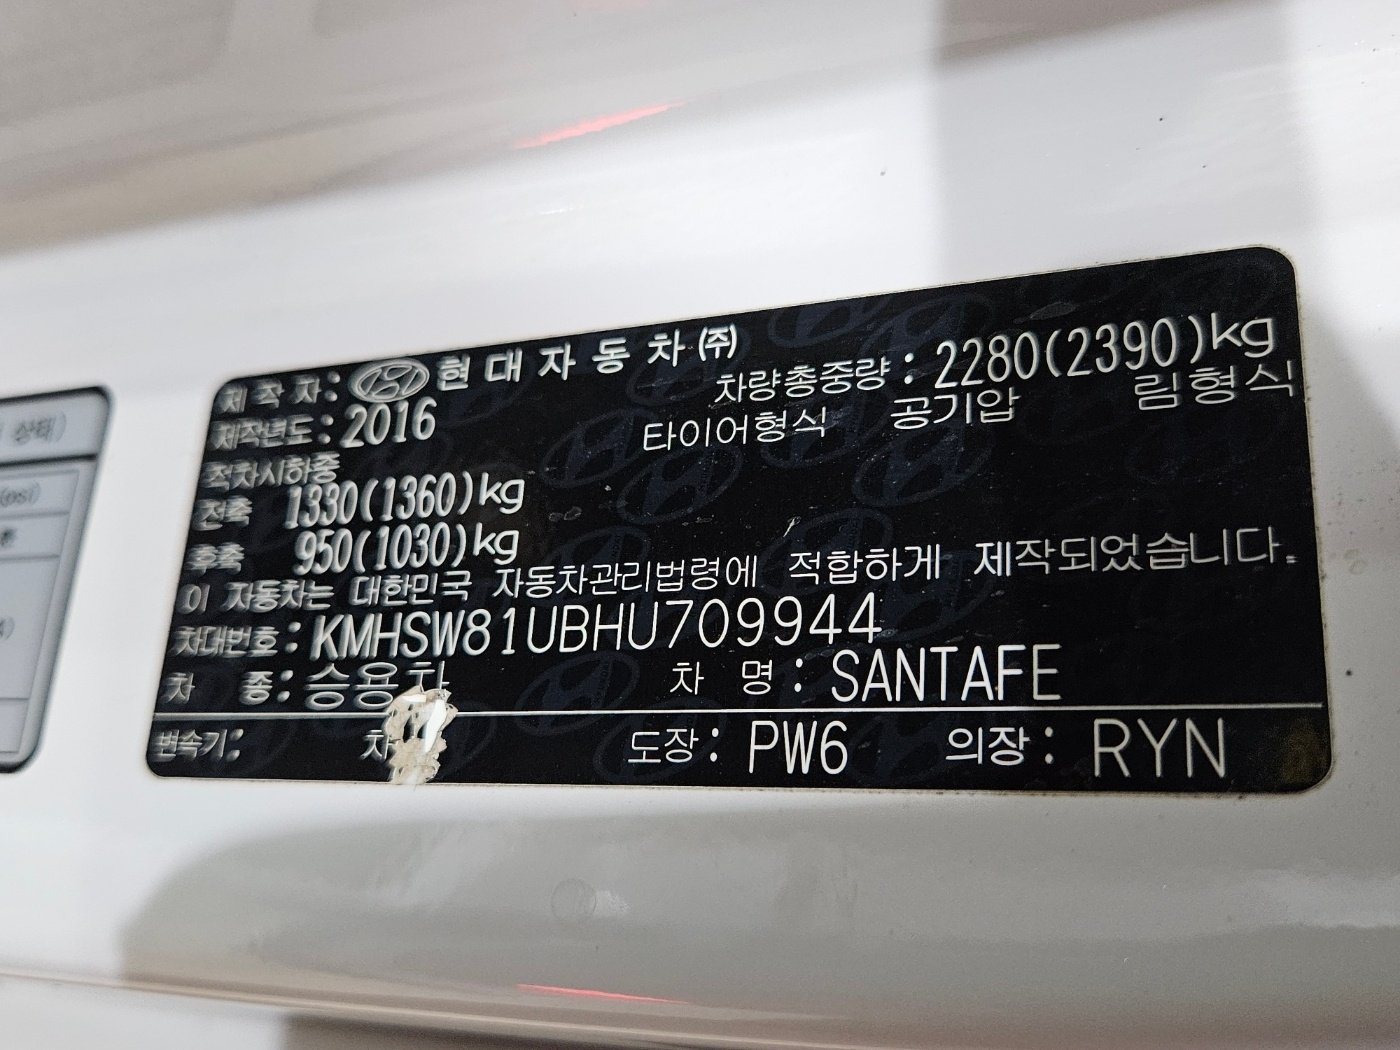 제작자: 현대자동차㈜
제작년도: 2016
차량총중량: 2280(2390)kg
타이어형식 공기압 림형식
적차시하중
전축 1330(1360)kg
후축 950(1030)kg
이 자동차는 대한민국 자동차관리법령에 적합하게 제작되었습니다.
차대번호: KMHSW81UBHU709944
차 종: 승용차 차 명: SANTAFE
변속기: 차 도장: PW6 의장: RYN
상태)